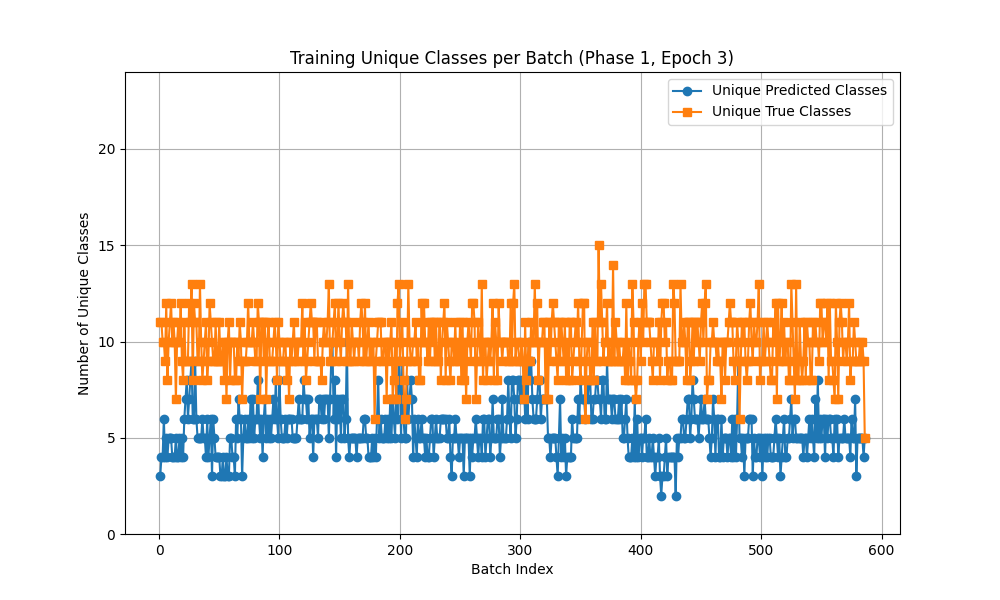 Training Unique Classes per Batch (Phase 1, Epoch 3)
Unique Predicted Classes
Unique True Classes
Number of Unique Classes
20
15
10
5
0
0 100 200 300 400 500 600
Batch Index